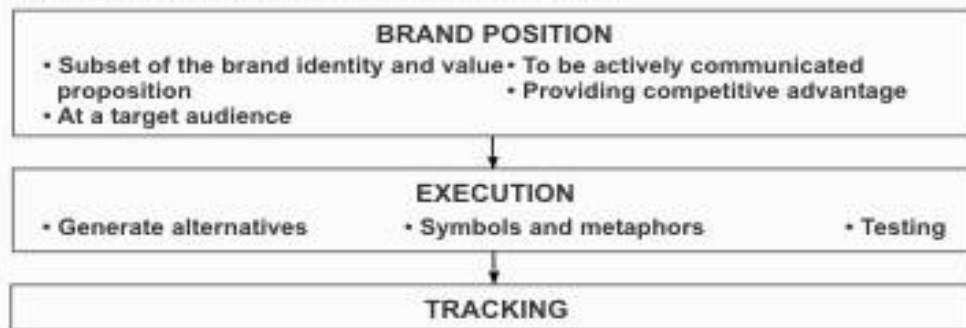 BRAND POSITION
• Subset of the brand identity and value proposition
• At a target audience
• To be actively communicated
• Providing competitive advantage
EXECUTION
• Generate alternatives
• Symbols and metaphors
• Testing
TRACKING